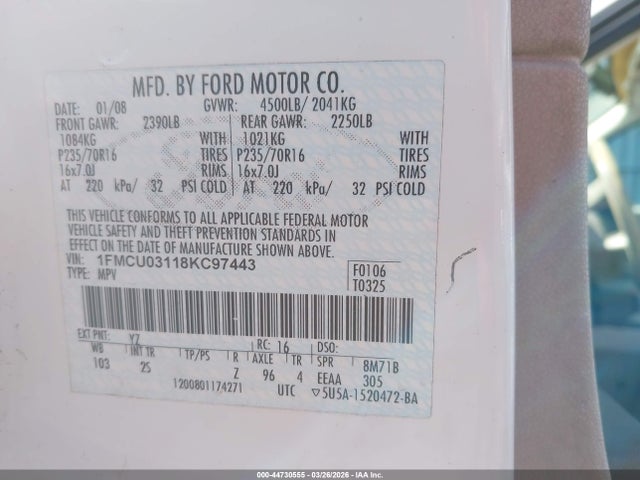 MFD. BY FORD MOTOR CO.
DATE: 01/08 GVWR: 4500LB/ 2041KG
FRONT GAWR: 2390LB REAR GAWR: 2250LB
1084KG WITH 1021KG WITH
P235/70R16 TIRES P235/70R16 TIRES
16x7.0J RIMS 16x7.0J RIMS
AT 220 kPa/ 32 PSI COLD AT 220 kPa/ 32 PSI COLD
THIS VEHICLE CONFORMS TO ALL APPLICABLE FEDERAL MOTOR
VEHICLE SAFETY AND THEFT PREVENTION STANDARDS IN
EFFECT ON THE DATE OF MANUFACTURE SHOWN ABOVE.
VIN: 1FMCU03118KC97443
TYPE: MPV
F0106
T0325
EXT PNT: YZ RC: 16 DSO:
WB INT TR TP/PS R AXLE TR SPR 8M71B
103 2S Z 96 4 EEAA 305
1200801174271 UTC ▽5U5A-1520472-BA
000-44730555 - 03/26/2026 - IAA Inc.